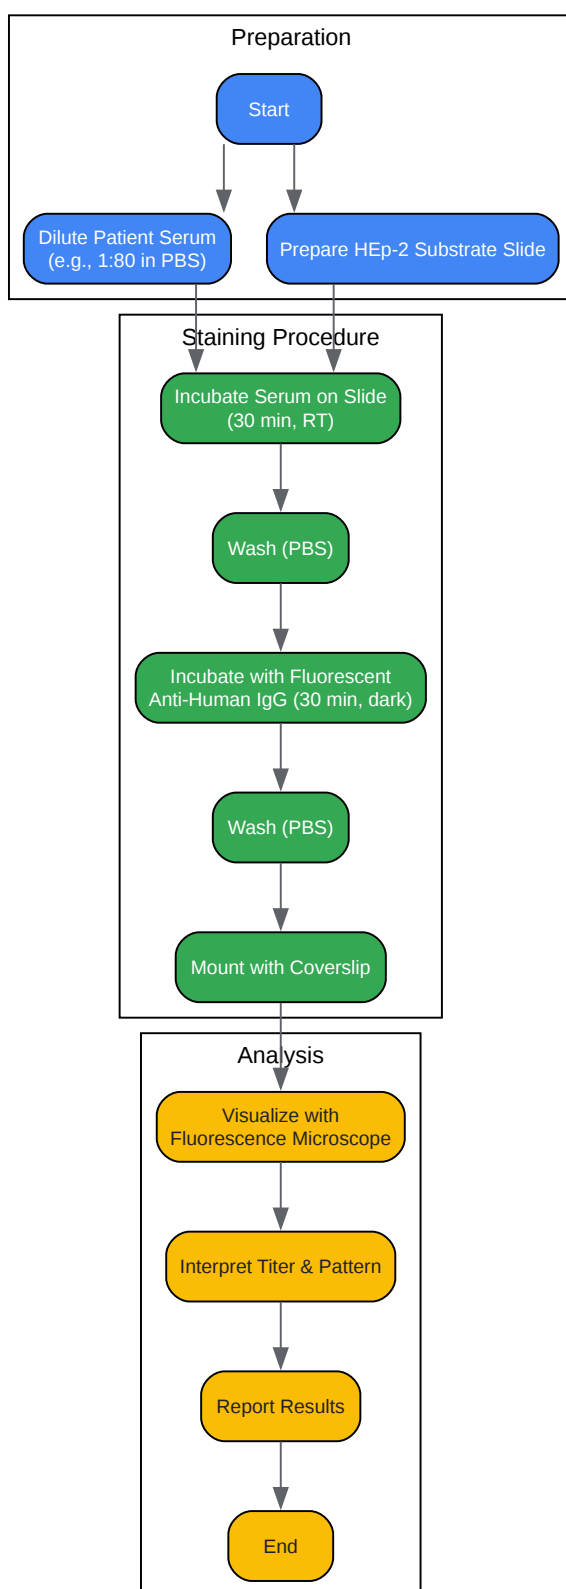 Preparation
Start
Dilute Patient Serum
(e.g., 1:80 in PBS)
Prepare HEp-2 Substrate Slide
Staining Procedure
Incubate Serum on Slide
(30 min, RT)
Wash (PBS)
Incubate with Fluorescent
Anti-Human IgG (30 min, dark)
Wash (PBS)
Mount with Coverslip
Analysis
Visualize with
Fluorescence Microscope
Interpret Titer & Pattern
Report Results
End